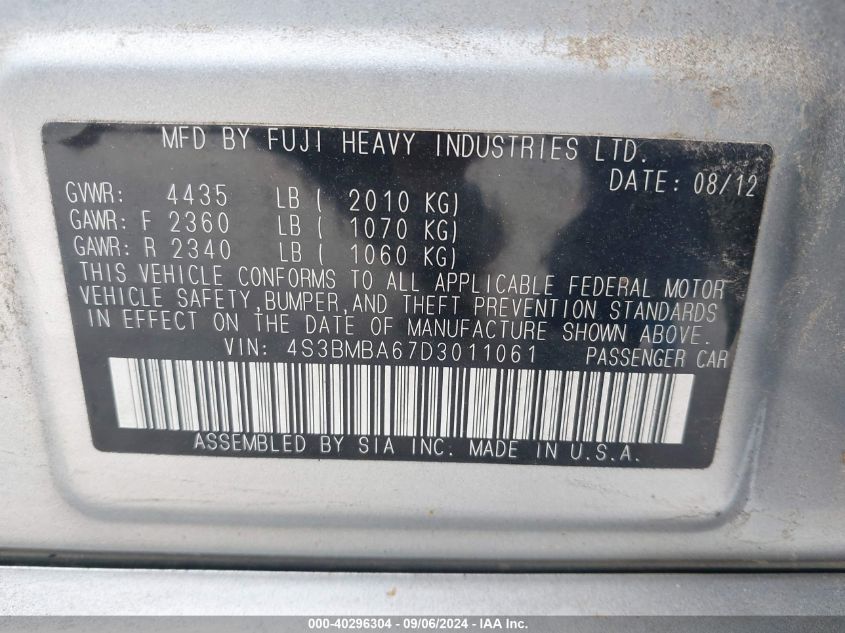 MFD BY FUJI HEAVY INDUSTRIES LTD.
DATE: 08/12
GVWR: 4435 LB ( 2010 KG)
GAWR: F 2360 LB ( 1070 KG)
GAWR: R 2340 LB ( 1060 KG)
THIS VEHICLE CONFORMS TO ALL APPLICABLE FEDERAL MOTOR
VEHICLE SAFETY,BUMPER,AND THEFT PREVENTION STANDARDS
IN EFFECT ON THE DATE OF MANUFACTURE SHOWN ABOVE.
VIN: 4S3BMBA67D3011061 PASSENGER CAR
ASSEMBLED BY SIA INC. MADE IN U.S.A.
000-40296304 - 09/06/2024 - IAAI.com